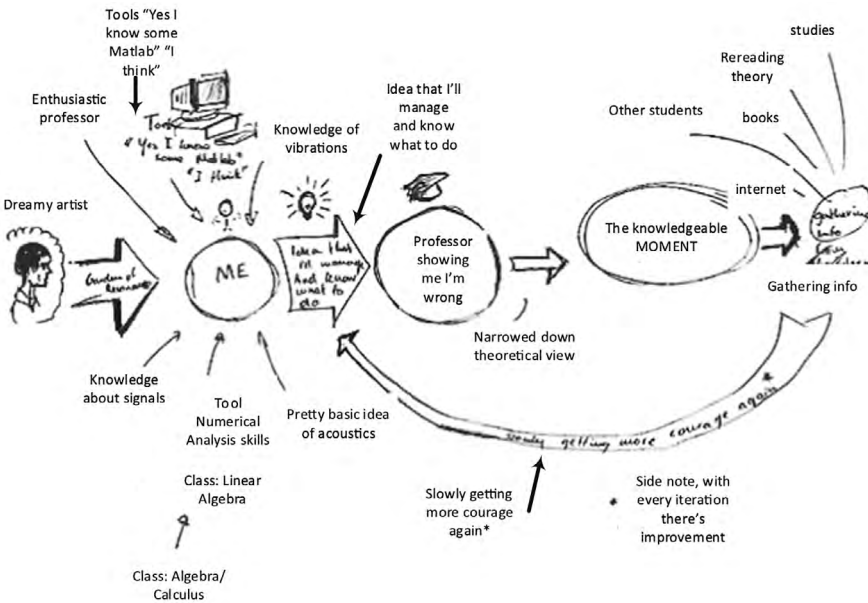 Tools “Yes I
know some
Matlab” “I
think”
Enthusiastic
professor
Tools
"Yes I know
some Matlab"
"I think"
Knowledge of
vibrations
Idea that I’ll
manage
and know
what to do
studies
Rereading
theory
Other students
books
internet
Dreamy artist
Garden of
ME
Idea that
I'll manage
And know
what to
do
Professor
showing
me I’m
wrong
The knowledgeable
MOMENT
gathering
info
Gathering info
Narrowed down
theoretical view
Knowledge
about signals
Tool
Numerical
Analysis skills
Pretty basic idea
of acoustics
slowly getting more courage again *
Class: Linear
Algebra
Slowly getting
more courage
again*
* Side note, with
every iteration
there’s
improvement
Class: Algebra/
Calculus